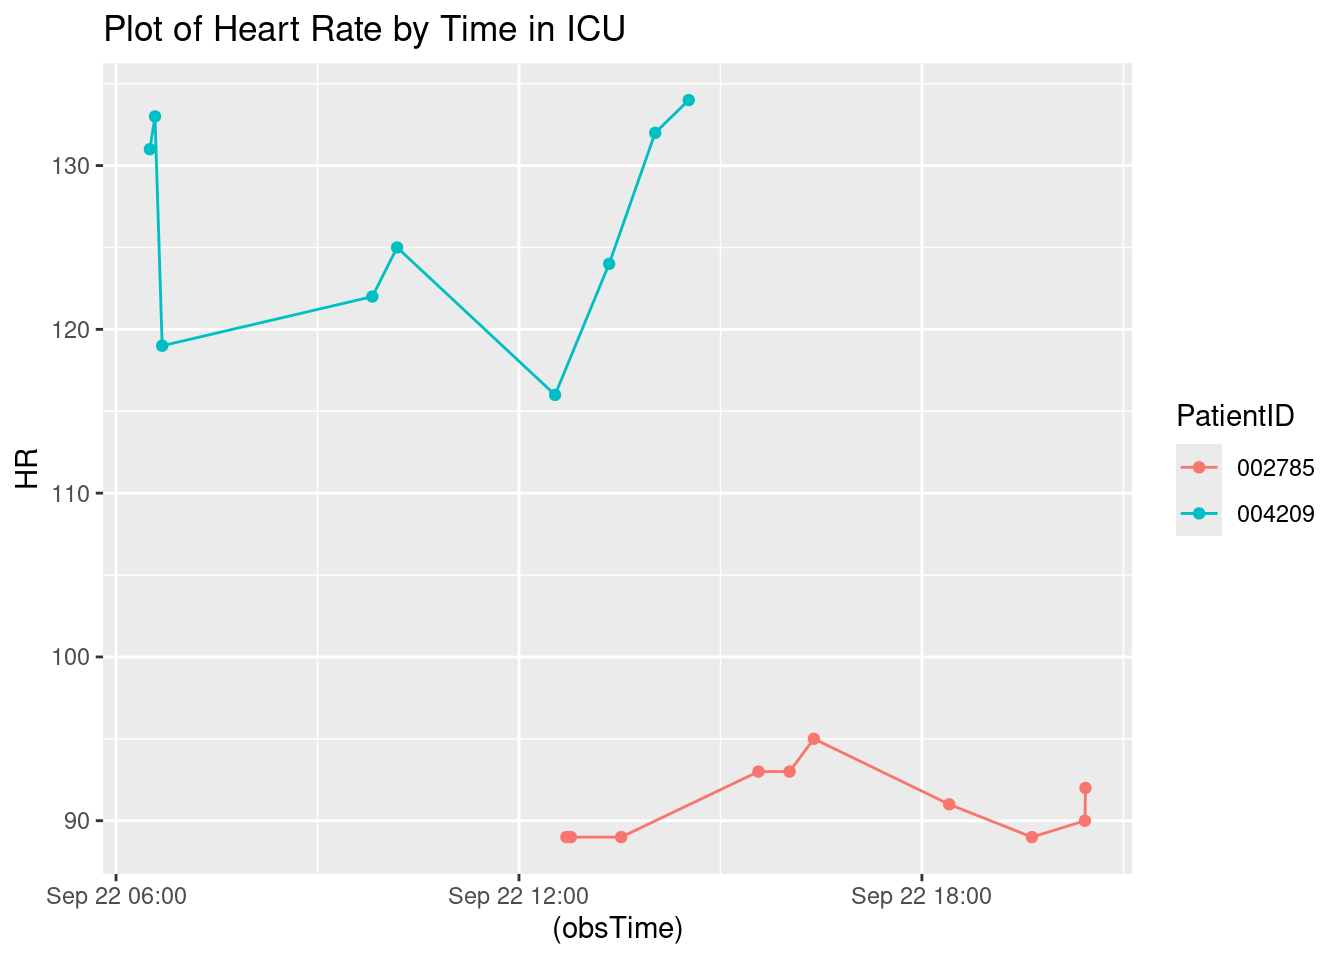 Plot of Heart Rate by Time in ICU
130
120
110
100
90
HR
Sep 22 06:00
Sep 22 12:00
Sep 22 18:00
(obsTime)
PatientID
002785
004209